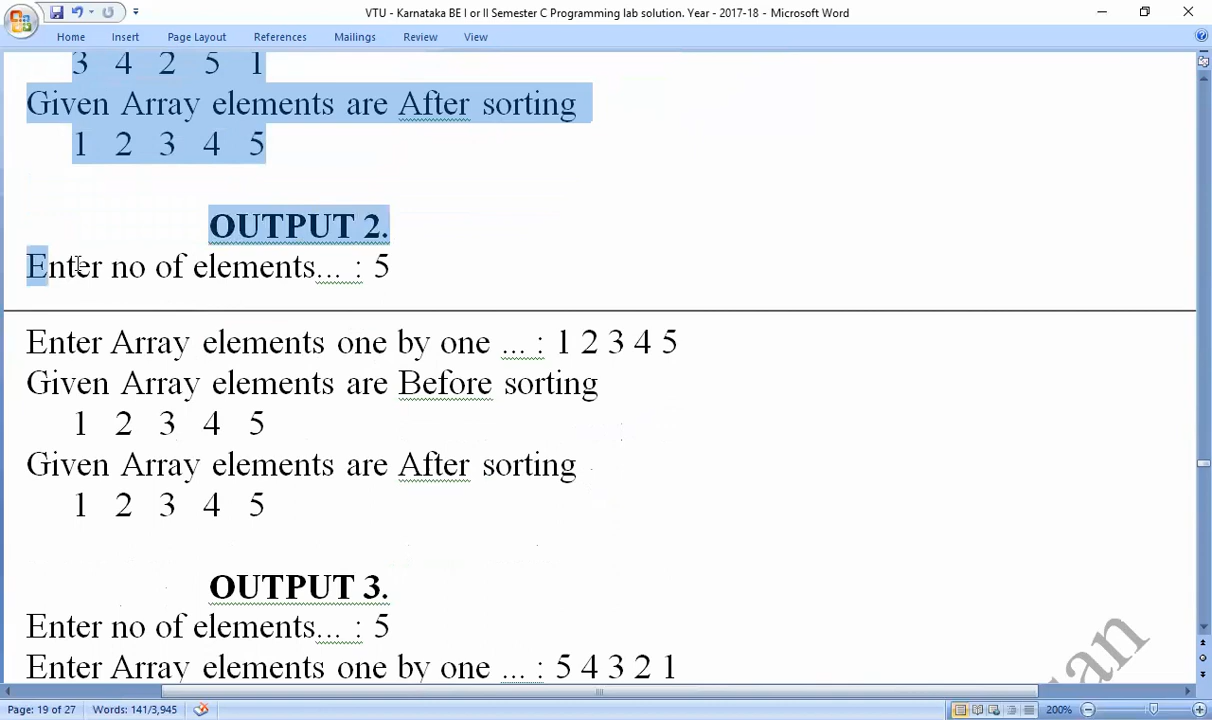 VTU - Karnataka BE I or II Semester C Programming lab solution. Year - 2017-18 - Microsoft Word
Home Insert Page Layout References Mailings Review View
3 4 2 5 1
Given Array elements are After sorting
1 2 3 4 5
OUTPUT 2.
Enter no of elements... : 5
Enter Array elements one by one ... : 1 2 3 4 5
Given Array elements are Before sorting
1 2 3 4 5
Given Array elements are After sorting
1 2 3 4 5
OUTPUT 3.
Enter no of elements... : 5
Enter Array elements one by one ... : 5 4 3 2 1
an
Page: 19 of 27 Words: 141/3,945 200%